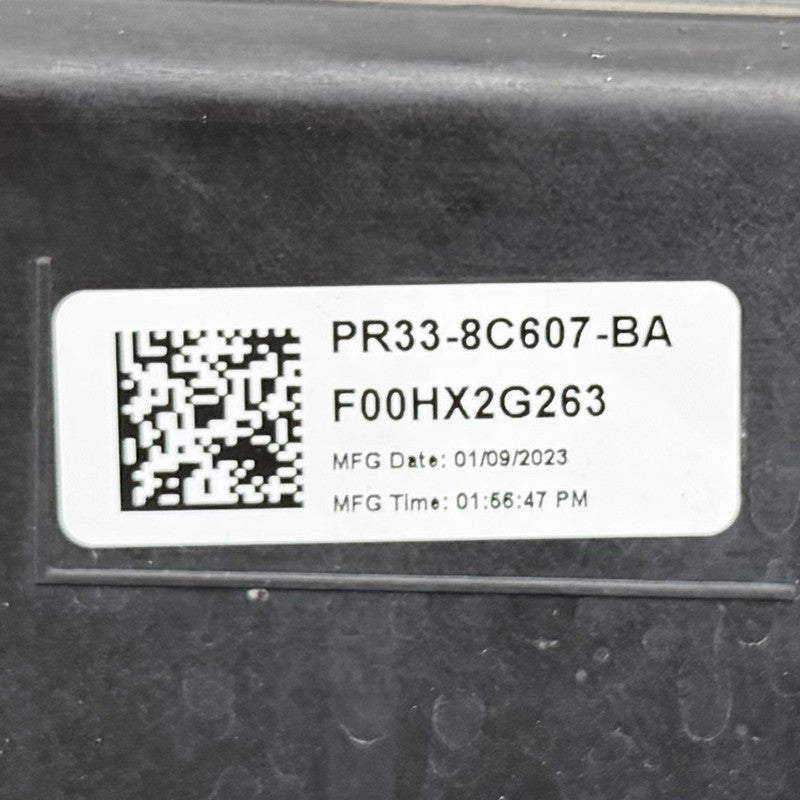 PR33-8C607-BA
F00HX2G263
MFG Date: 01/09/2023
MFG Time: 01:56:47 PM